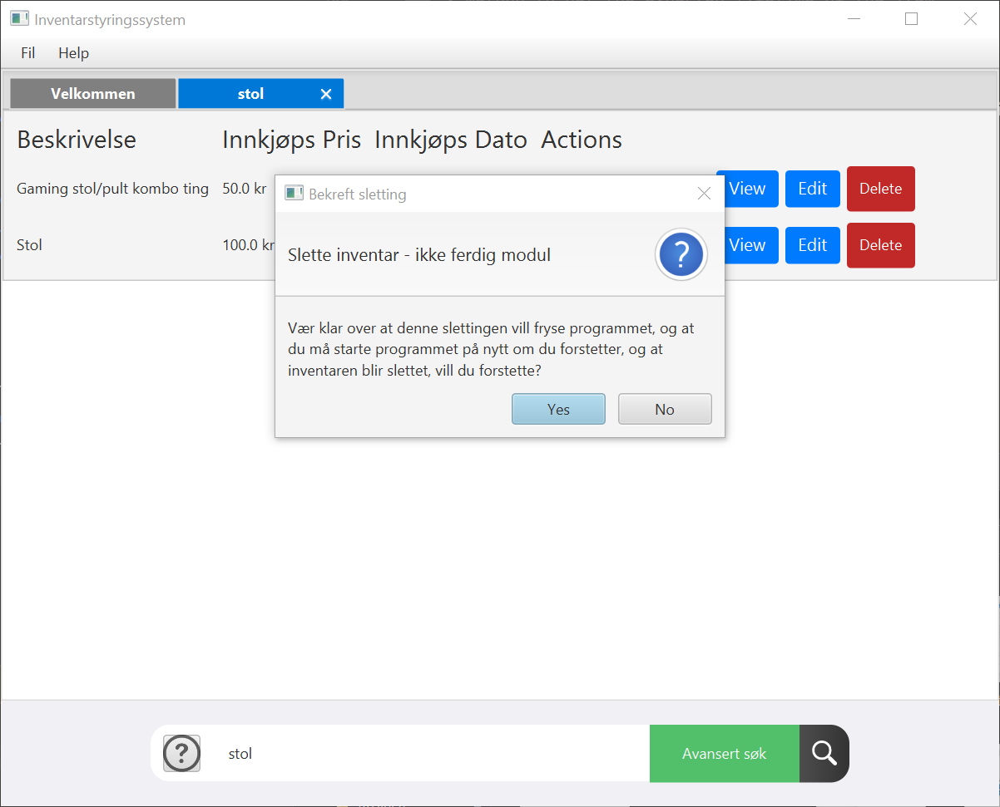 Inventarstyringssystem
Fil Help
Velkommen stol
Beskrivelse Innkjøps Pris Innkjøps Dato Actions
Gaming stol/pult kombo ting 50.0 kr View Edit Delete
Stol 100.0 kr View Edit Delete
Bekreft sletting
Slette inventar - ikke ferdig modul
?
Vær klar over at denne slettingen vill fryse programmet, og at
du må starte programmet på nytt om du forstetter, og at
inventaren blir slettet, vill du forstette?
Yes No
? stol Avansert søk